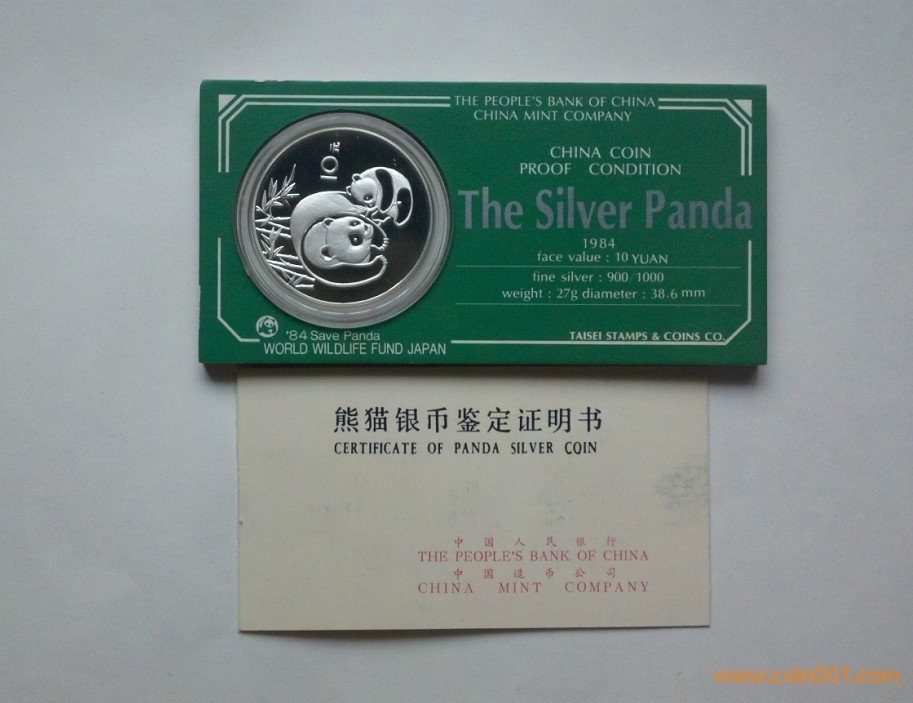 THE PEOPLE'S BANK OF CHINA
CHINA MINT COMPANY
CHINA COIN
PROOF CONDITION
The Silver Panda
1984
face value : 10 YUAN
fine silver : 900/1000
weight : 27g diameter : 38.6 mm
TAISEI STAMPS & COINS CO.
10元
'84 Save Panda
WORLD WILDLIFE FUND JAPAN
熊猫银币鉴定证明书
CERTIFICATE OF PANDA SILVER COIN
中国人民银行
THE PEOPLE'S BANK OF CHINA
中国造币公司
CHINA MINT COMPANY
www.coin001.com